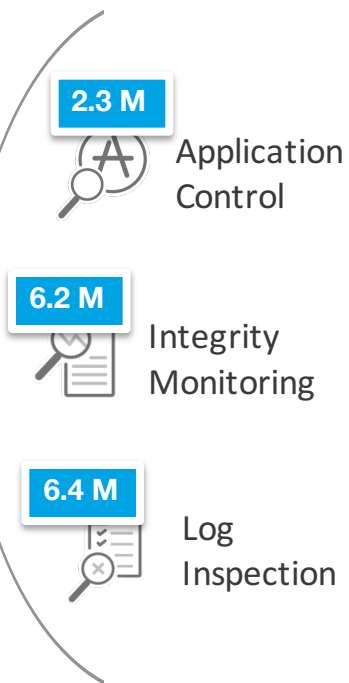 2.3 M
Application
Control
6.2 M
Integrity
Monitoring
6.4 M
Log
Inspection